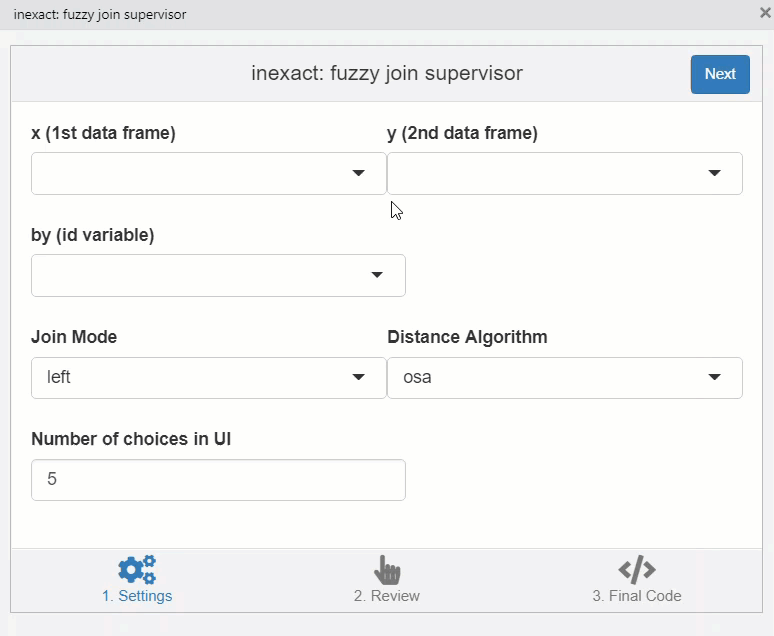 inexact: fuzzy join supervisor
inexact: fuzzy join supervisor
Next
x (1st data frame)
y (2nd data frame)
by (id variable)
Join Mode
Distance Algorithm
left
osa
Number of choices in UI
5
1. Settings
2. Review
3. Final Code